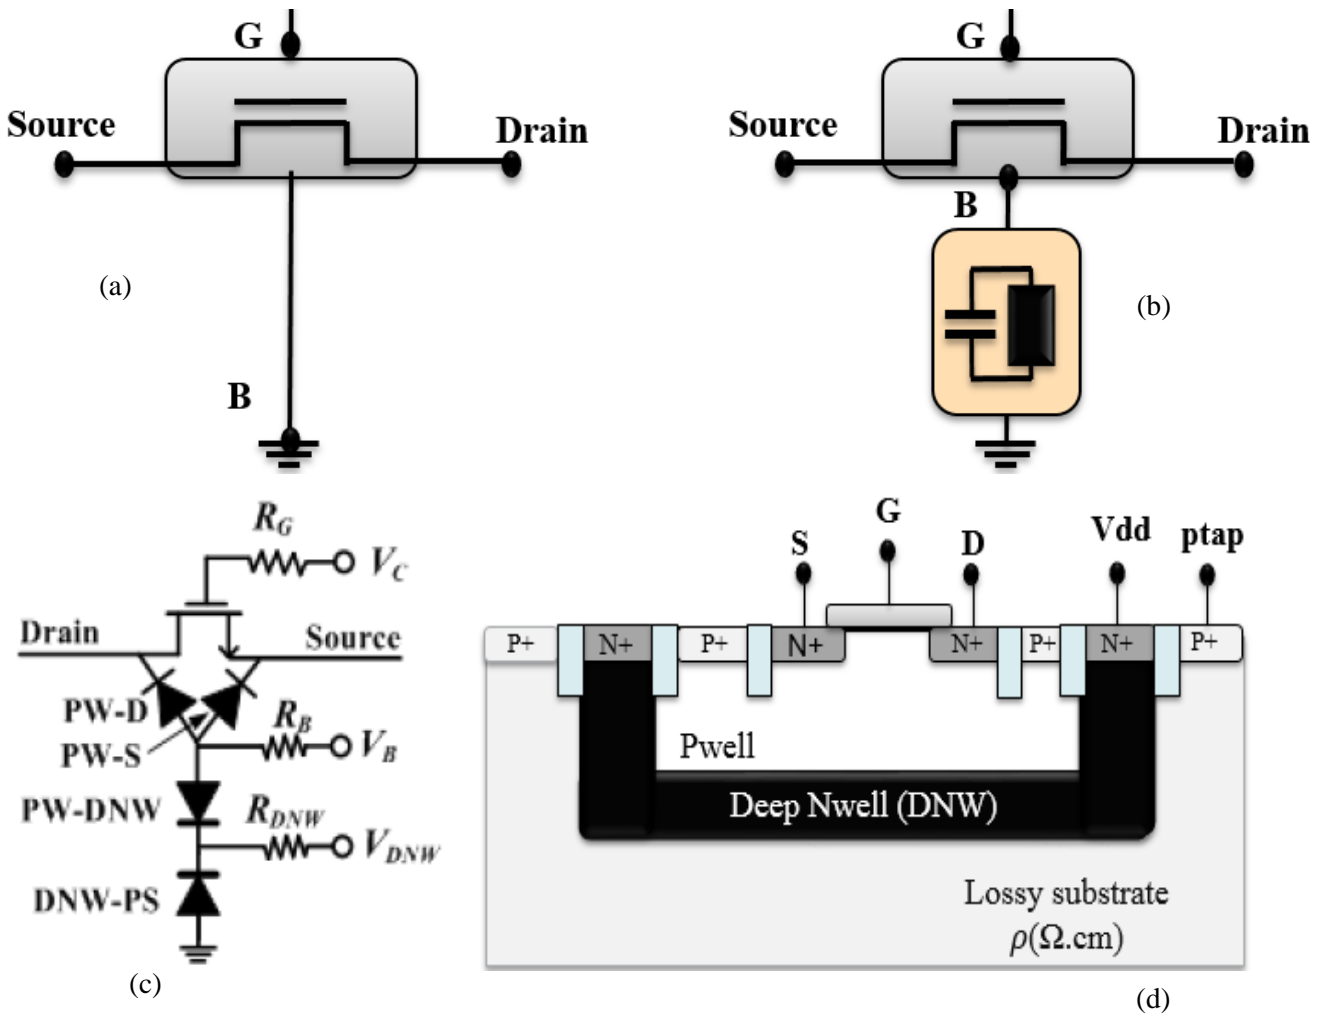 G
Source
Drain
(a)
B
G
Source
Drain
B
(b)
R_G
V_C
Drain
Source
PW-D
PW-S
R_B
V_B
PW-DNW
R_DNW
V_DNW
DNW-PS
(c)
G
S
D
Vdd
ptap
P+
N+
P+
N+
N+
P+
N+
P+
Pwell
Deep Nwell (DNW)
Lossy substrate
ρ(Ω.cm)
(d)